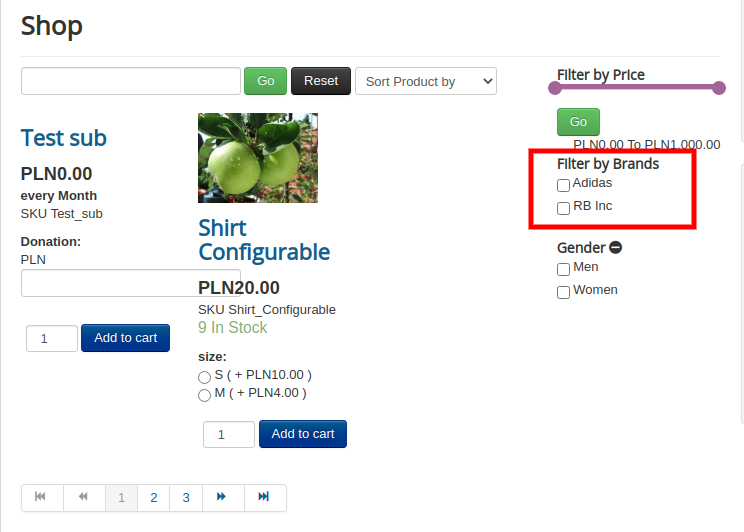 Shop
Go
Reset
Sort Product by
Filter by Price
Go
PLN0.00 To PLN1,000.00
Filter by Brands
Adidas
RB Inc
Gender
Men
Women
Test sub
PLN0.00
every Month
SKU Test_sub
Donation:
PLN
1
Add to cart
Shirt
Configurable
PLN20.00
SKU Shirt_Configurable
9 In Stock
size:
S ( + PLN10.00 )
M ( + PLN4.00 )
1
Add to cart
1 2 3